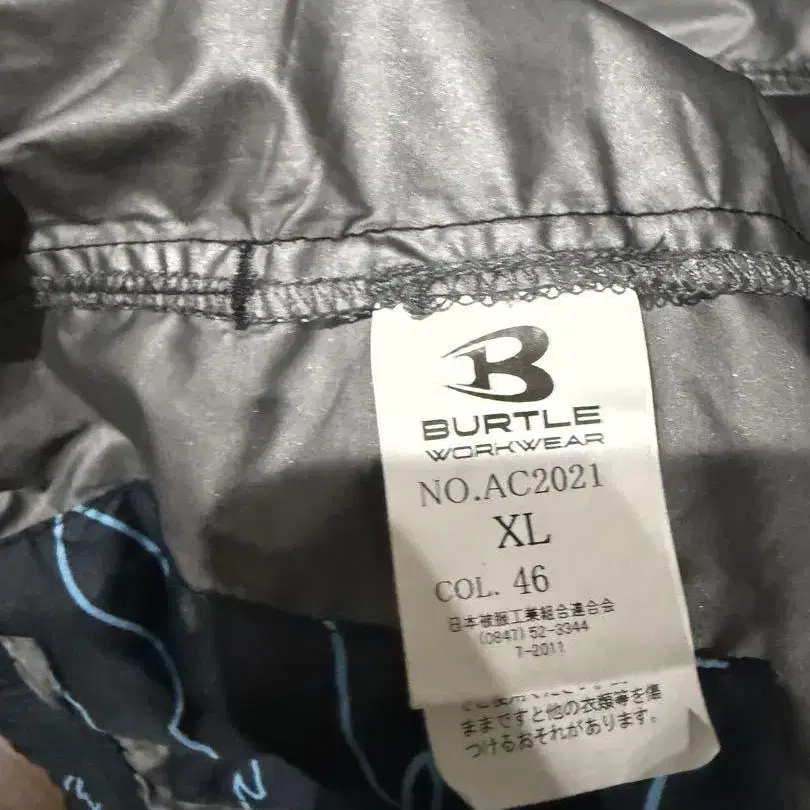 BURTLE
WORKWEAR
NO.AC2021
XL
COL. 46
日本被服工業組合連合会
(0847) 52-3344
7-2011
ままですと他の衣類等を傷
つけるおそれがあります。